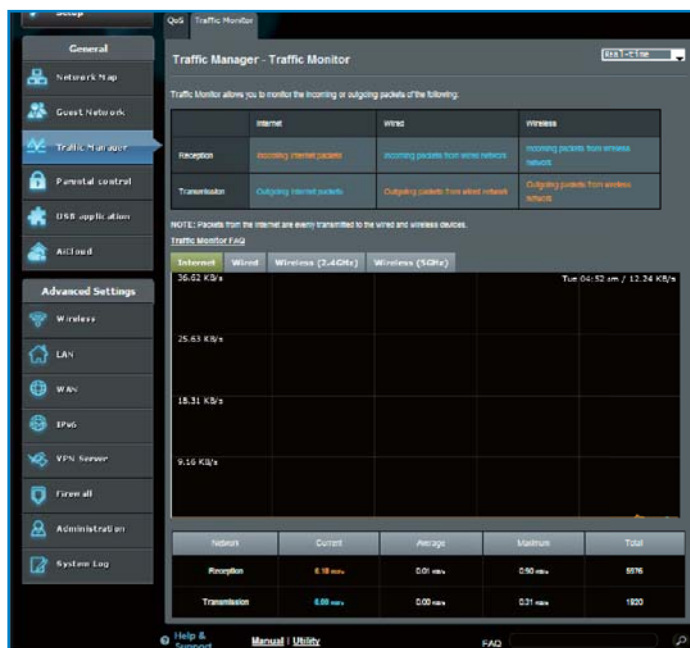 Setup
QoS Traffic Monitor
General
Network Map
Guest Network
Traffic Manager
Parental control
USB application
AiCloud
Advanced Settings
Wireless
LAN
WAN
IPv6
VPN Server
Firewall
Administration
System Log
Traffic Manager - Traffic Monitor
Real-time
Traffic Monitor allows you to monitor the incoming or outgoing packets of the following:
Internet Wired Wireless
Reception Incoming Internet packets Incoming packets from wired network Incoming packets from wireless
network
Transmission Outgoing Internet packets Outgoing packets from wired network Outgoing packets from wireless
network
NOTE: Packets from the Internet are evenly transmitted to the wired and wireless devices.
Traffic Monitor FAQ
Internet Wired Wireless (2.4GHz) Wireless (5GHz)
36.62 KB/s Tue 04:52 am / 12.24 KB/s
25.63 KB/s
18.31 KB/s
9.16 KB/s
Network Current Average Maximum Total
Reception 0.01 0.90
Transmission 0.00 0.31 1920
Help &
Support
Manual | Utility FAQ